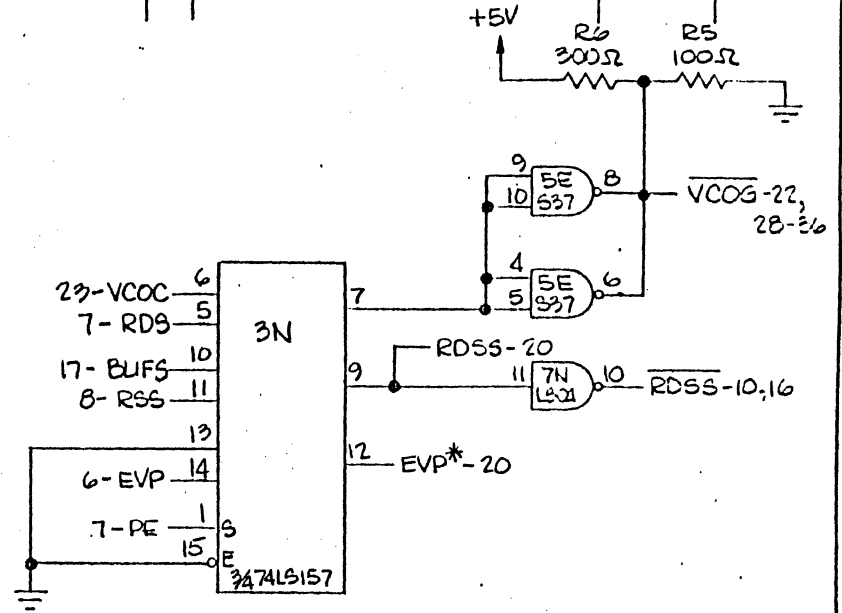 +5V
R6
300Ω
R5
100Ω
9
10
5E
S37
8
VCOG-22,
28-36
4
5
5E
S37
6
23-VCOC
6
7-RDS
5
17-BUFS
10
8-RSS
11
13
6-EVP
14
7-PE
1
S
15
E
3N
3/474LS157
7
9
12
RDSS-20
11
7N
10
RDSS-10,16
EVP*-20